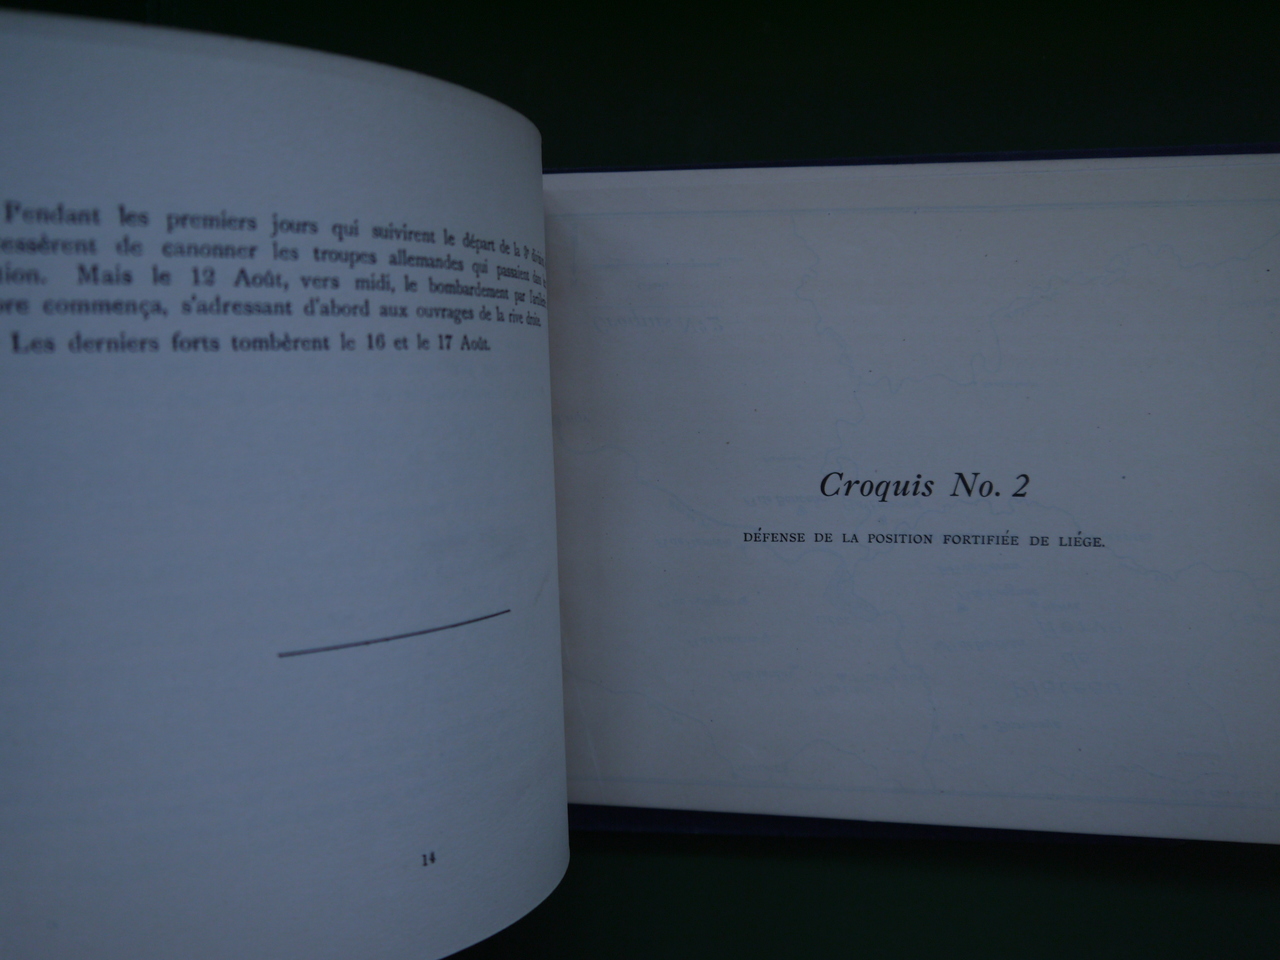 Pendant les premiers jours qui suivirent le départ de la 3e
essèrent de canonner les troupes allemandes qui passaient dans
tion. Mais le 12 Août, vers midi, le bombardement par
commença, s'adressant d'abord aux ouvrages de la rive droite.
Les derniers forts tombèrent le 16 et le 17 Août.
14
Croquis No. 2
DÉFENSE DE LA POSITION FORTIFIÉE DE LIÉGE.